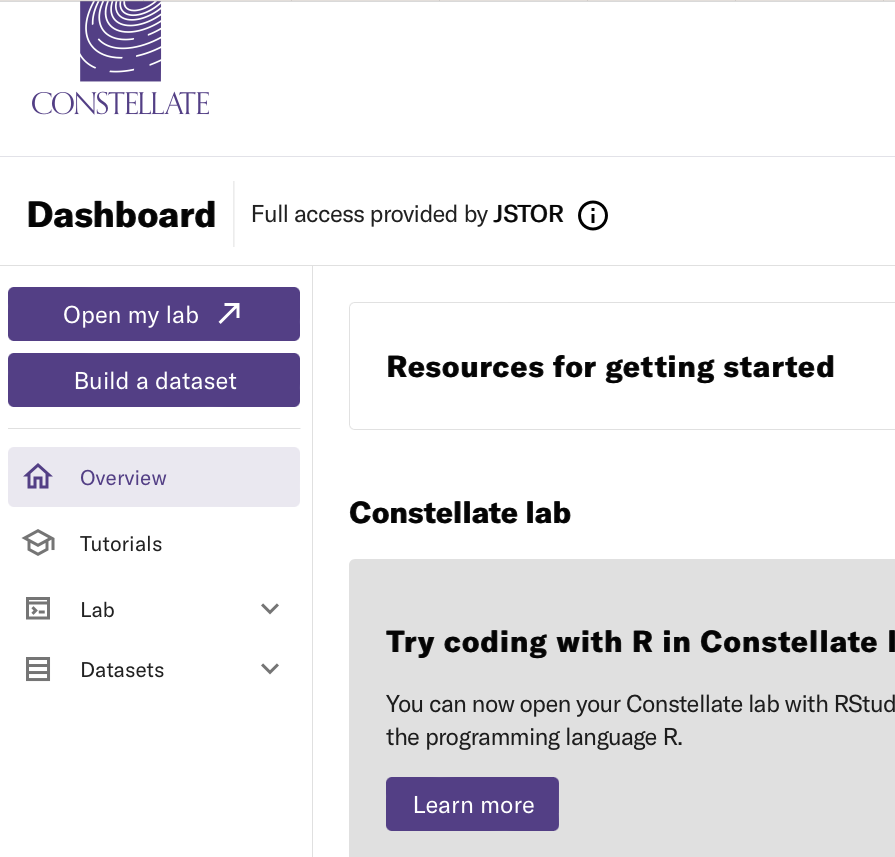 CONSTELLATE
Dashboard
Full access provided by JSTOR
Open my lab
Build a dataset
Overview
Tutorials
Lab
Datasets
Resources for getting started
Constellate lab
Try coding with R in Constellate
You can now open your Constellate lab with RStud
the programming language R.
Learn more